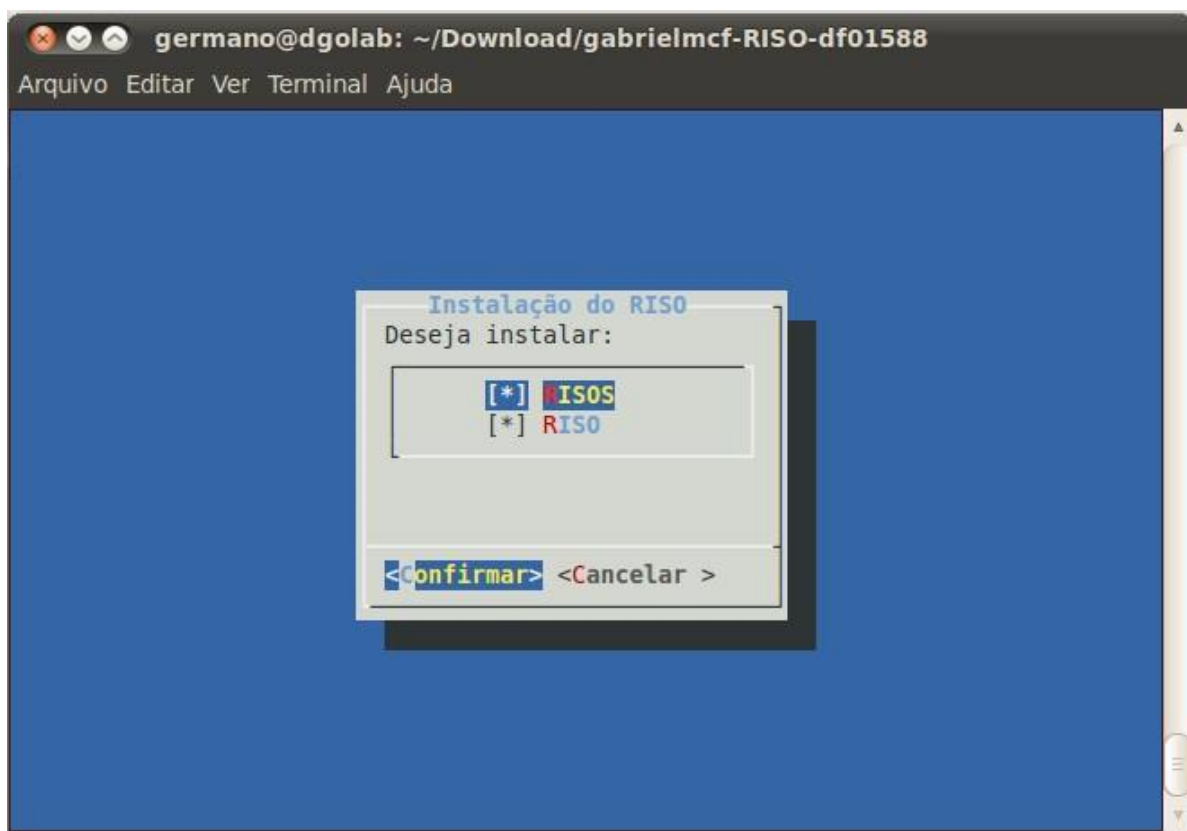 germano@dgolab: ~/Download/gabrielmcf-RISO-df01588
Arquivo Editar Ver Terminal Ajuda
Instalação do RISO
Deseja instalar:
[*] RISOS
[*] RISO
<Confirmar> <Cancelar >